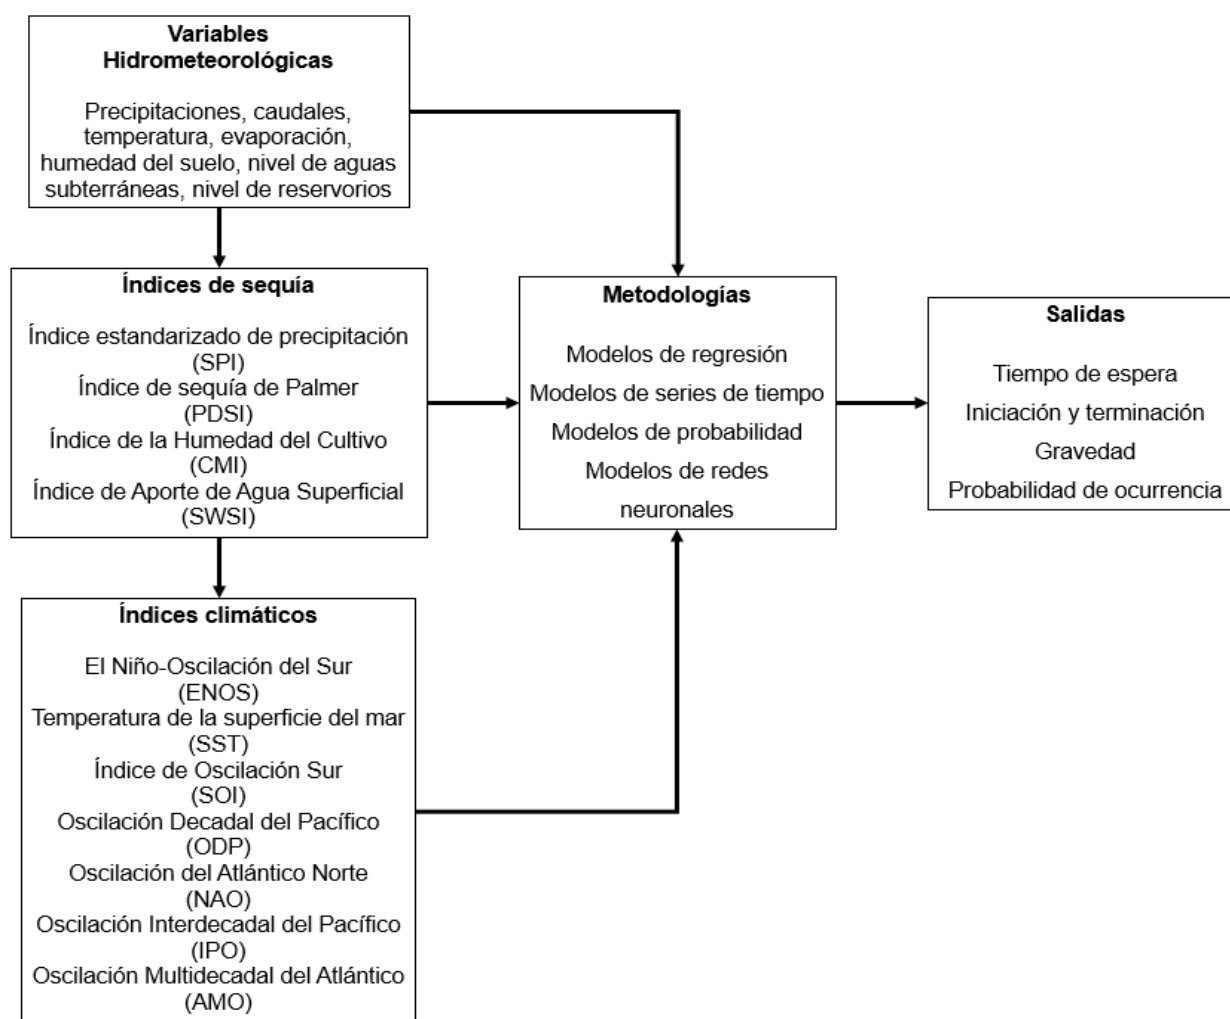 Variables
Hidrometeorológicas
Precipitaciones, caudales,
temperatura, evaporación,
humedad del suelo, nivel de aguas
subterráneas, nivel de reservorios
Índices de sequía
Índice estandarizado de precipitación
(SPI)
Índice de sequía de Palmer
(PDSI)
Índice de la Humedad del Cultivo
(CMI)
Índice de Aporte de Agua Superficial
(SWSI)
Índices climáticos
El Niño-Oscilación del Sur
(ENOS)
Temperatura de la superficie del mar
(SST)
Índice de Oscilación Sur
(SOI)
Oscilación Decadal del Pacífico
(ODP)
Oscilación del Atlántico Norte
(NAO)
Oscilación Interdecadal del Pacífico
(IPO)
Oscilación Multidecadal del Atlántico
(AMO)
Metodologías
Modelos de regresión
Modelos de series de tiempo
Modelos de probabilidad
Modelos de redes
neuronales
Salidas
Tiempo de espera
Iniciación y terminación
Gravedad
Probabilidad de ocurrencia